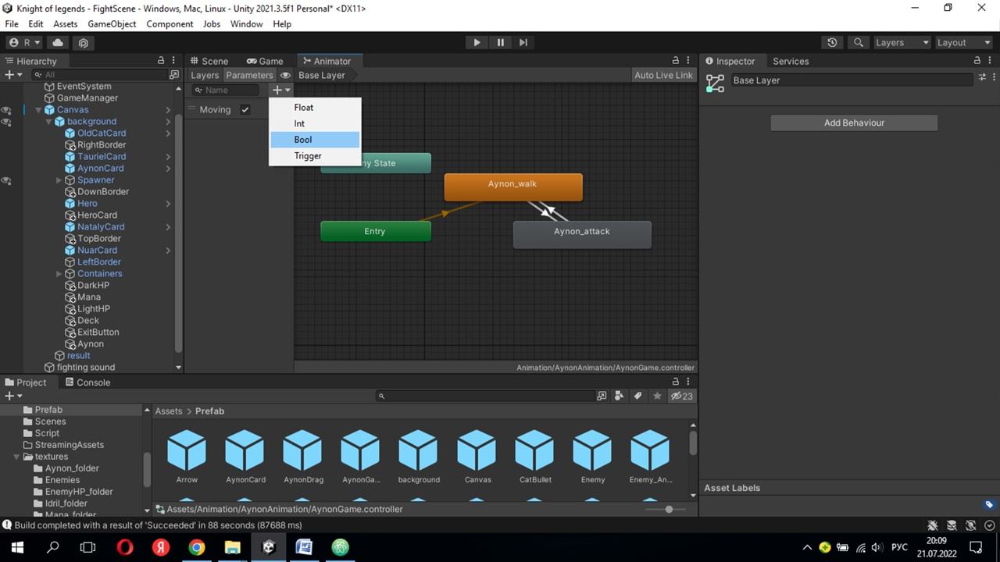 Knight of legends - FightScene - Windows, Mac, Linux - Unity 2021.3.5f1 Personal* <DX11>
File Edit Assets GameObject Component Jobs Window Help
R Layers Layout
Hierarchy Scene Game Animator Inspector Services
All Layers Parameters Base Layer Auto Live Link Base Layer
Name
EventSystem
GameManager
Canvas
background
OldCatCard
RightBorder
TaurielCard
AynonCard
Spawner
DownBorder
Hero
HeroCard
NatalyCard
TopBorder
NuarCard
LeftBorder
Containers
DarkHP
Mana
LightHP
Deck
ExitButton
Aynon
result
fighting sound
Moving
Float
Int
Bool
Trigger
ny State
Aynon_walk
Entry
Aynon_attack
Animation/AynonAnimation/AynonGame.controller
Add Behaviour
Asset Labels
Project Console
23
Prefab
Scenes
Script
StreamingAssets
textures
Aynon_folder
Enemies
EnemyHP_folder
Idril_folder
Mana_folder
Assets > Prefab
Arrow AynonCard AynonDrag AynonGa... background Canvas CatBullet Enemy Enemy_An...
Assets/Animation/AynonAnimation/AynonGame.controller
Build completed with a result of 'Succeeded' in 88 seconds (87688 ms)
РУС
20:09
21.07.2022